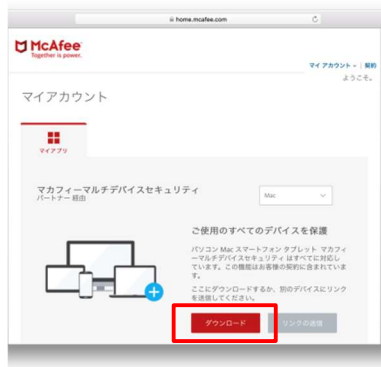 home.mcafee.com
McAfee
Together is power.
マイ アカウント 契約
ようこそ。
マイアカウント
マイアプリ
マカフィーマルチデバイスセキュリティ
パートナー 経由
Mac
ご使用のすべてのデバイスを保護
パソコン Mac スマートフォン タブレット マカフィ
ーマルチデバイスセキュリティ はすべてに対応し
ています。この機能はお客様の契約に含まれていま
す。
ここにダウンロードするか、別のデバイスにリンク
を送信してください。
ダウンロード
リンクの送信